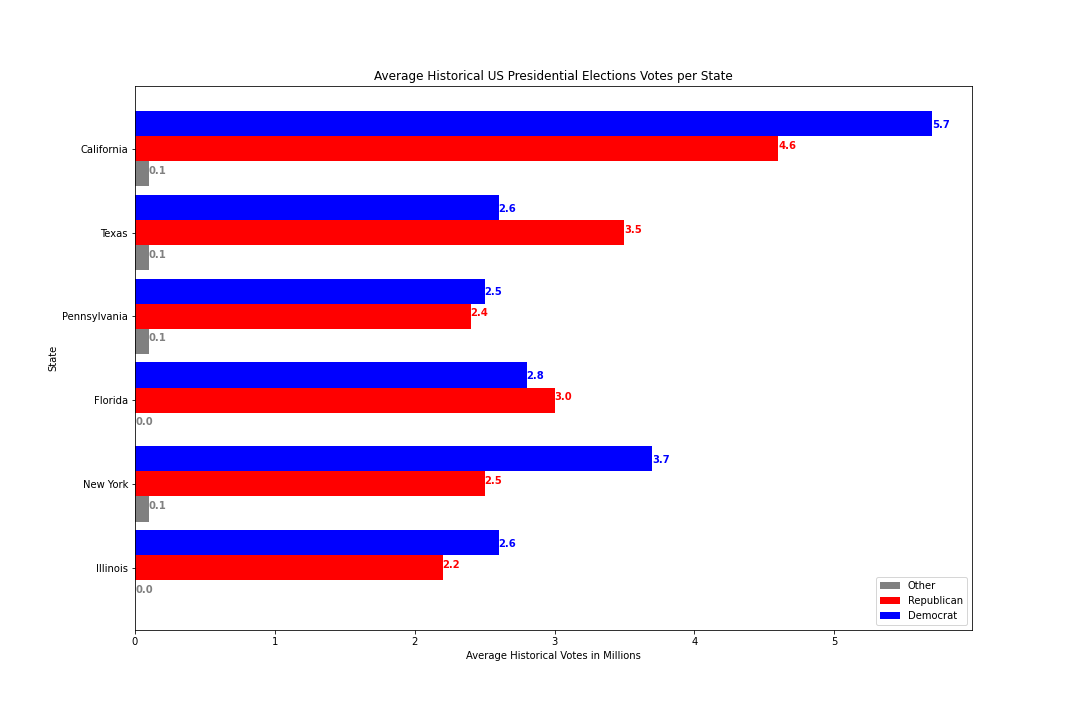 Average Historical US Presidential Elections Votes per State
5.7
California
4.6
0.1
2.6
Texas
3.5
0.1
2.5
Pennsylvania
2.4
0.1
State
2.8
Florida
3.0
0.0
3.7
New York
2.5
0.1
2.6
Illinois
2.2
0.0
Other
Republican
Democrat
0 1 2 3 4 5
Average Historical Votes in Millions